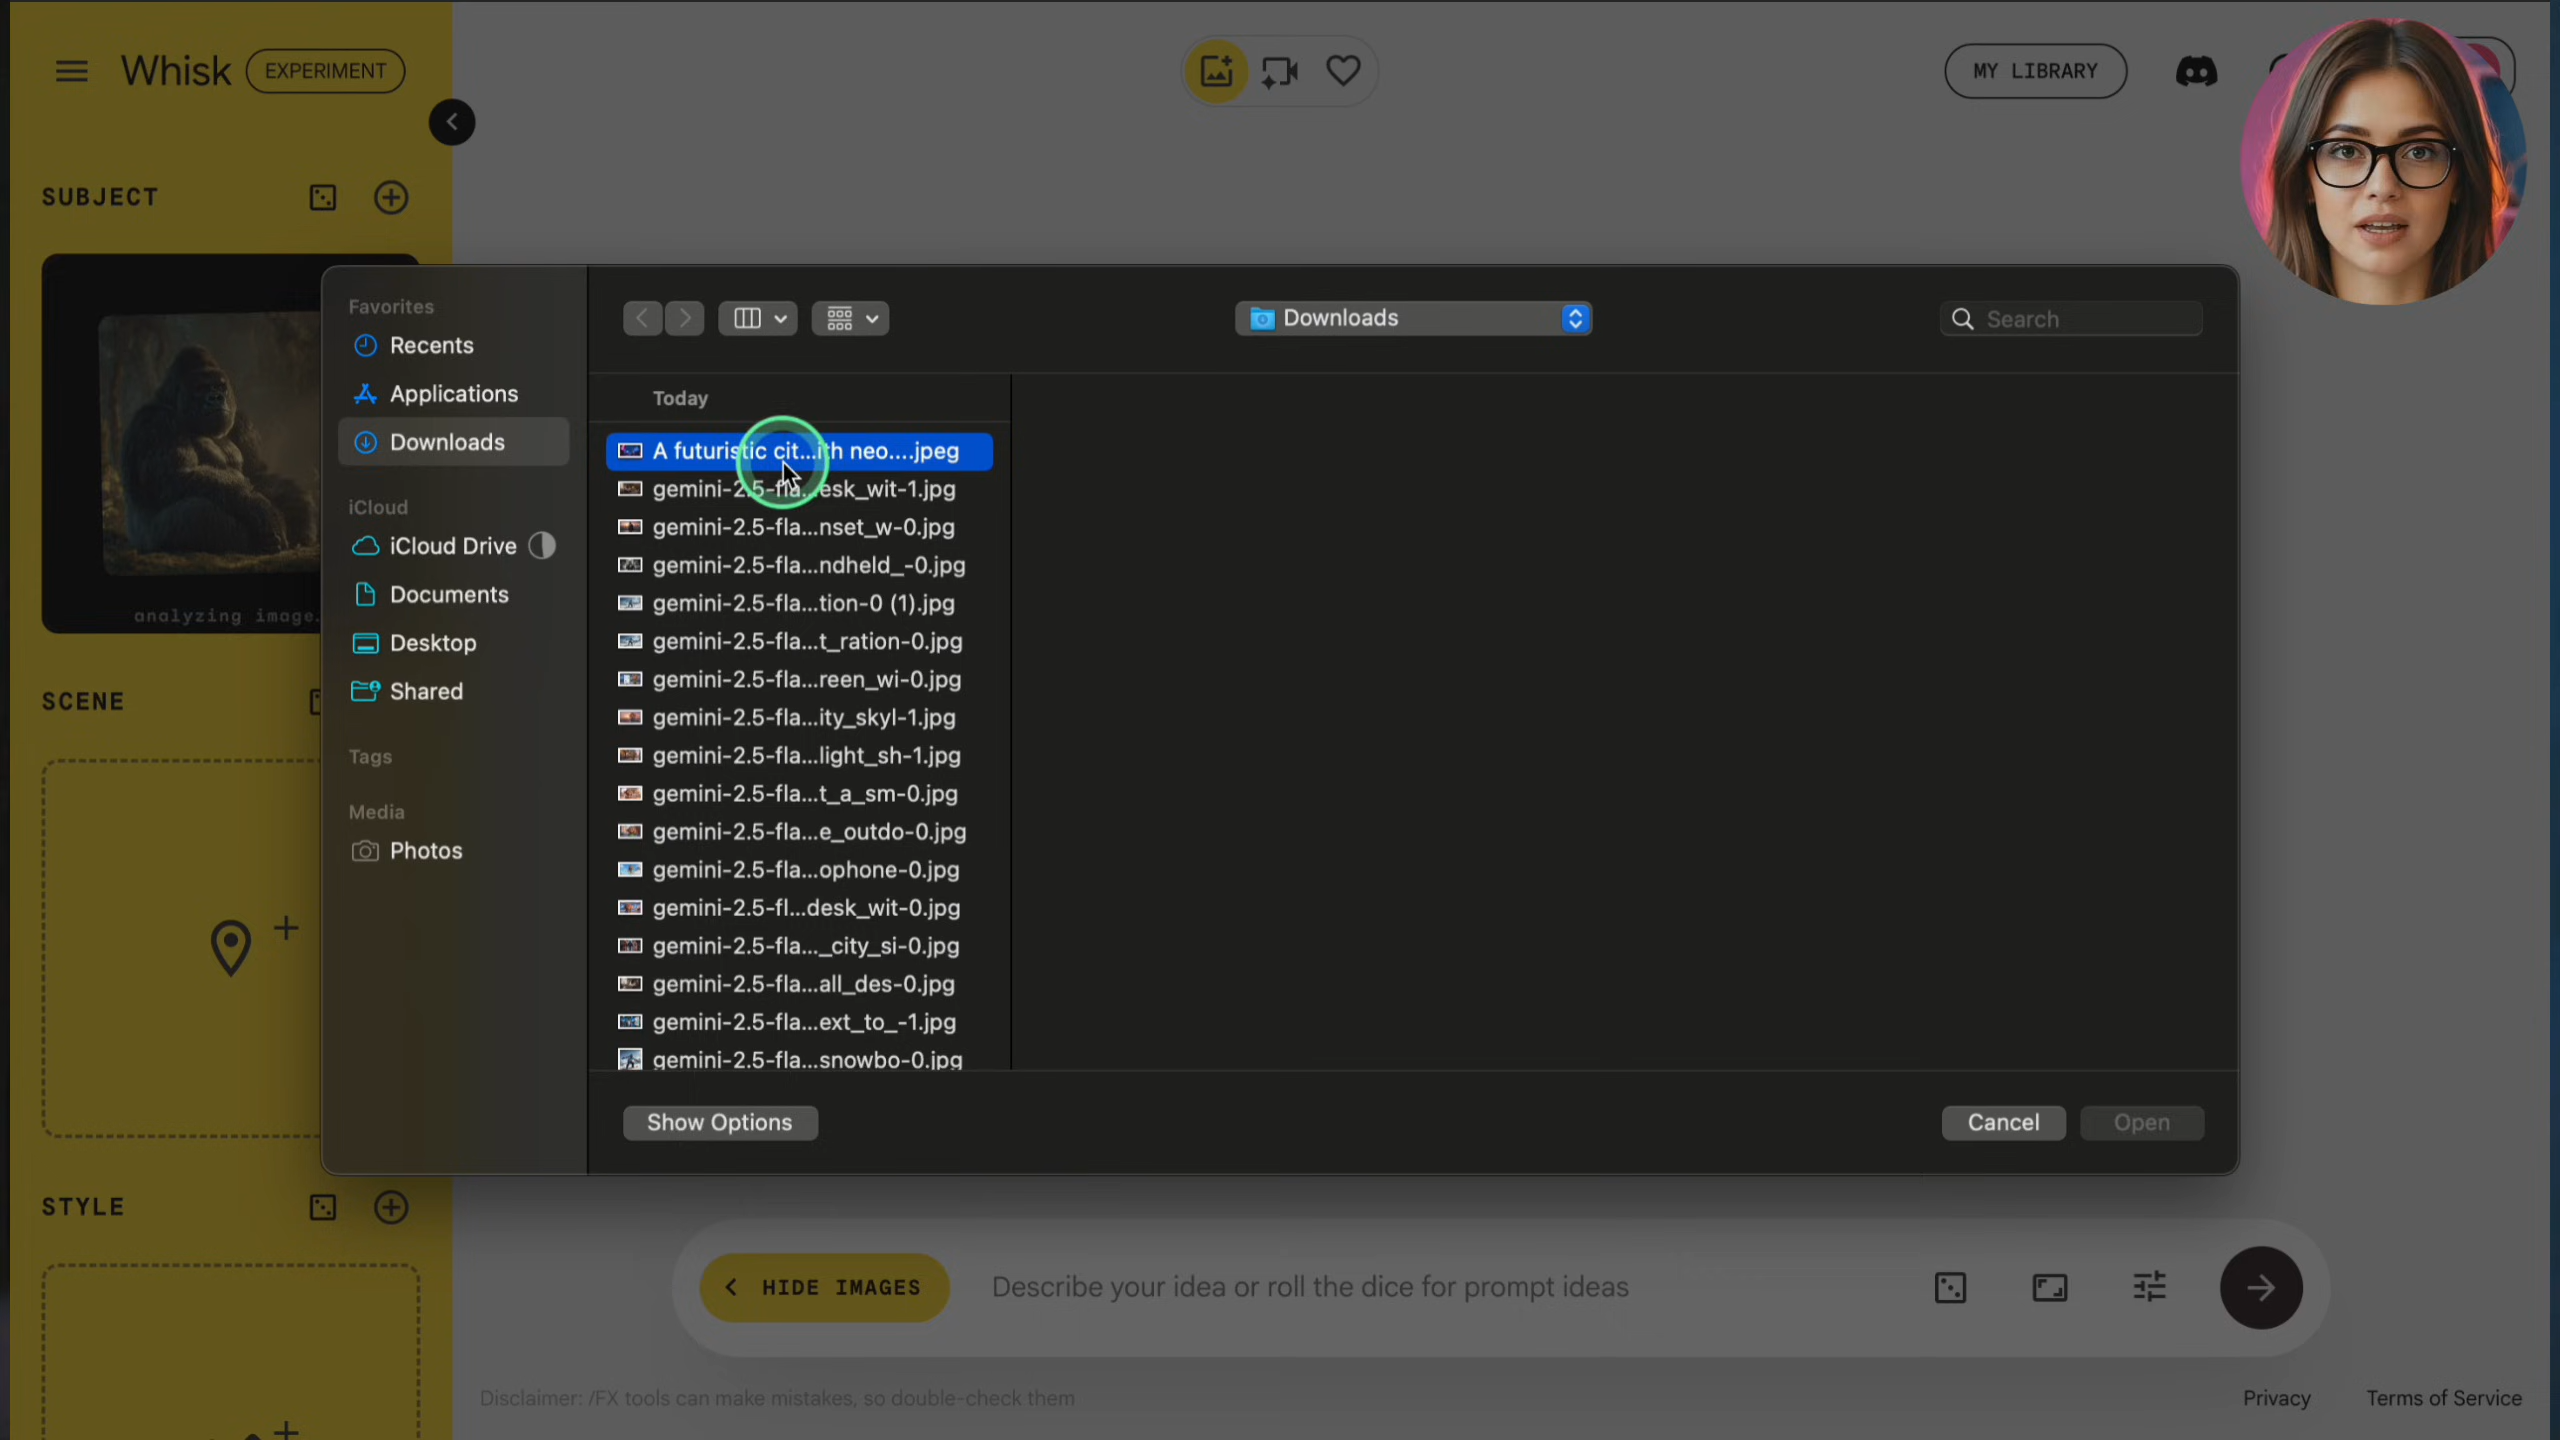 Whisk
EXPERIMENT
MY LIBRARY
SUBJECT
analyzing image.
SCENE
STYLE
Favorites
Recents
Applications
Downloads
iCloud
iCloud Drive
Documents
Desktop
Shared
Tags
Media
Photos
Downloads
Search
Today
A futuristic cit...ith neo....jpeg
gemini-2.5-fla...esk_wit-1.jpg
gemini-2.5-fla...nset_w-0.jpg
gemini-2.5-fla...ndheld_-0.jpg
gemini-2.5-fla...tion-0 (1).jpg
gemini-2.5-fla...t_ration-0.jpg
gemini-2.5-fla...reen_wi-0.jpg
gemini-2.5-fla...ity_skyl-1.jpg
gemini-2.5-fla...light_sh-1.jpg
gemini-2.5-fla...t_a_sm-0.jpg
gemini-2.5-fla...e_outdo-0.jpg
gemini-2.5-fla...ophone-0.jpg
gemini-2.5-fl...desk_wit-0.jpg
gemini-2.5-fla..._city_si-0.jpg
gemini-2.5-fla...all_des-0.jpg
gemini-2.5-fla...ext_to_-1.jpg
gemini-2.5-fla...snowbo-0.jpg
Show Options
Cancel
Open
HIDE IMAGES
Describe your idea or roll the dice for prompt ideas
Disclaimer: /FX tools can make mistakes, so double-check them
Privacy
Terms of Service